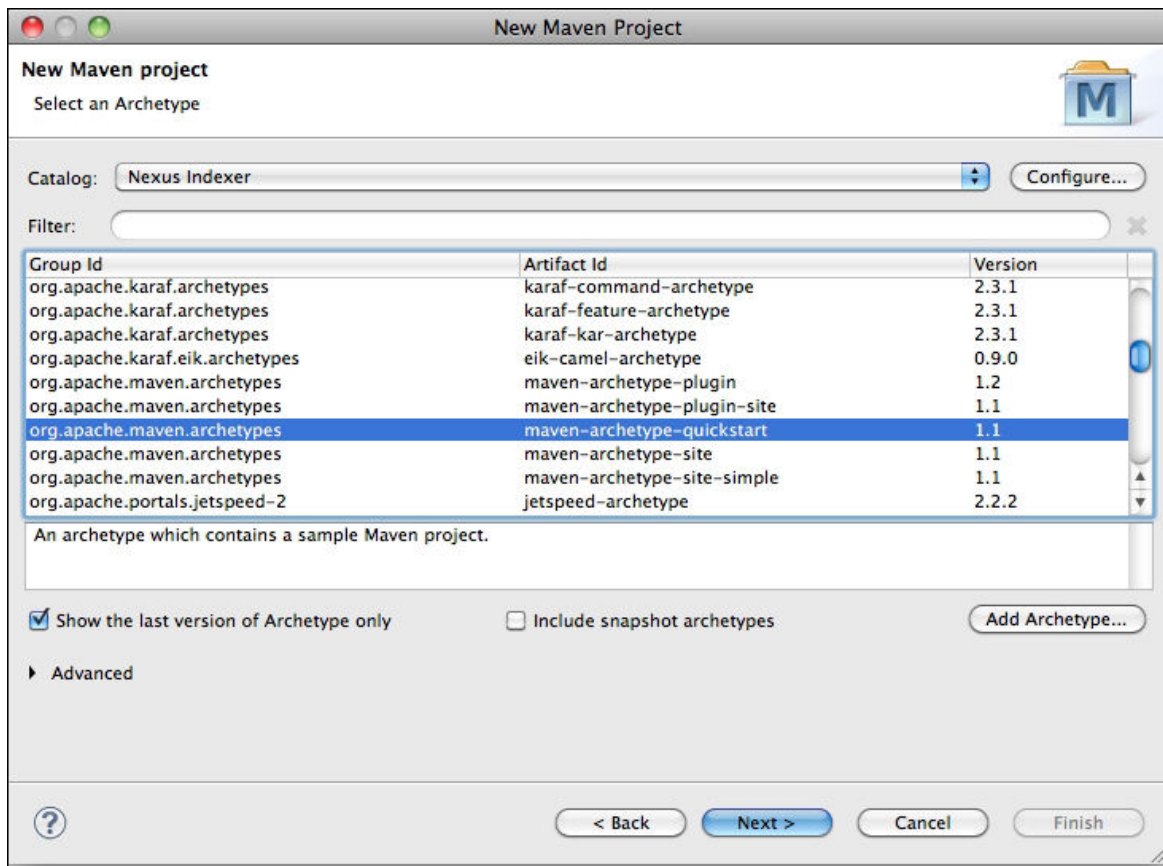 New Maven Project
New Maven project
Select an Archetype
M
Catalog: Nexus Indexer Configure...
Filter:
Group Id Artifact Id Version
org.apache.karaf.archetypes karaf-command-archetype 2.3.1
org.apache.karaf.archetypes karaf-feature-archetype 2.3.1
org.apache.karaf.archetypes karaf-kar-archetype 2.3.1
org.apache.karaf.eik.archetypes eik-camel-archetype 0.9.0
org.apache.maven.archetypes maven-archetype-plugin 1.2
org.apache.maven.archetypes maven-archetype-plugin-site 1.1
org.apache.maven.archetypes maven-archetype-quickstart 1.1
org.apache.maven.archetypes maven-archetype-site 1.1
org.apache.maven.archetypes maven-archetype-site-simple 1.1
org.apache.portals.jetspeed-2 jetspeed-archetype 2.2.2
An archetype which contains a sample Maven project.
Show the last version of Archetype only Include snapshot archetypes Add Archetype...
Advanced
? < Back Next > Cancel Finish